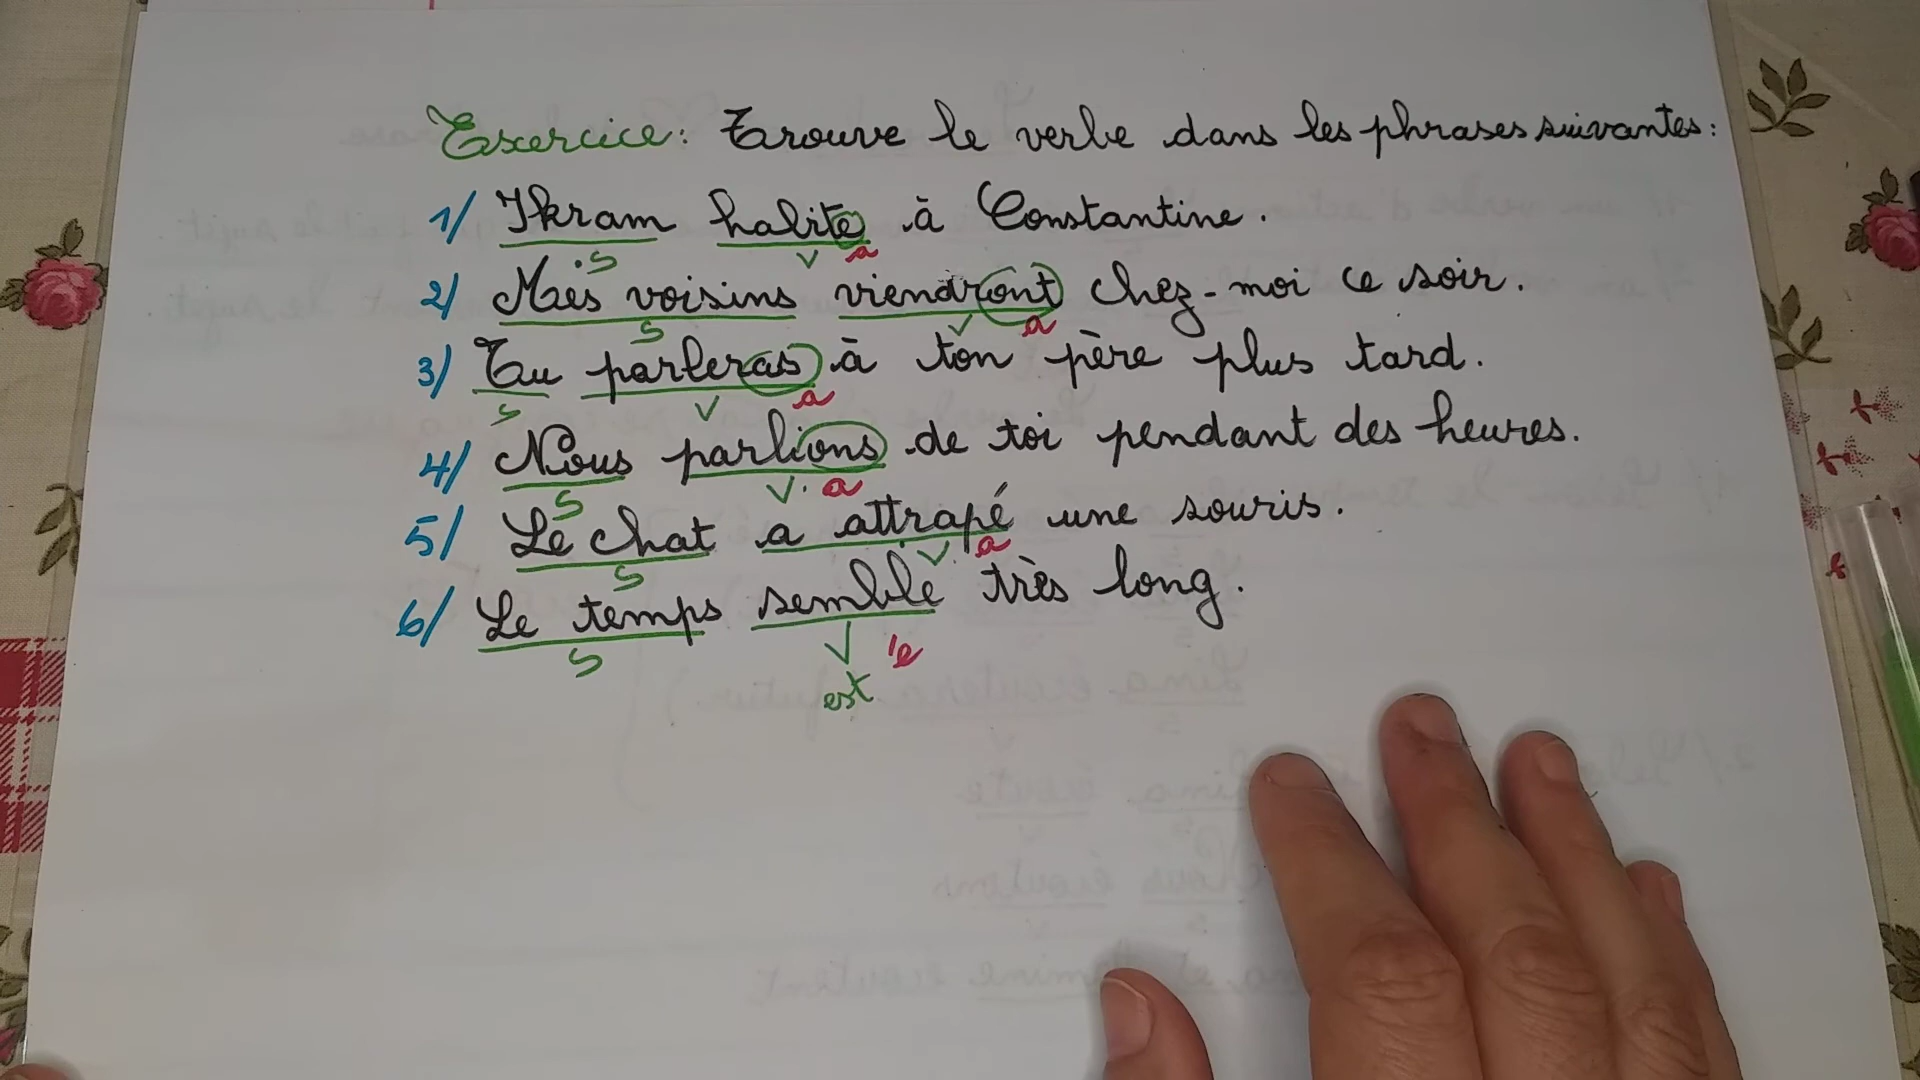 Exercice: Trouve le verbe dans les phrases suivantes:
1/ Ikram habite à Constantine.
S V a
2/ Mes voisins viendront chez-moi ce soir.
S V a
3/ Tu parleras à ton père plus tard.
S V a
4/ Nous parlions de toi pendant des heures.
S V. a
5/ Le chat a attrapé une souris.
S V a
6/ Le temps semble très long.
S V 'e
est